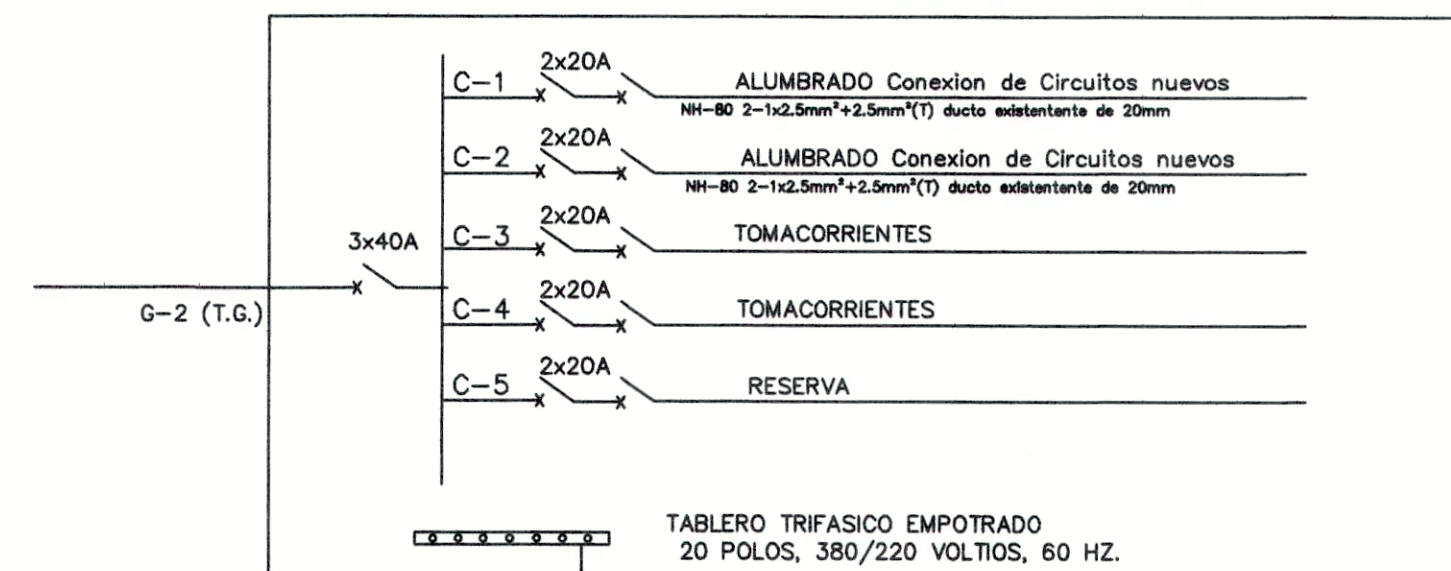 C-1 2x20A ALUMBRADO Conexion de Circuitos nuevos
NH-80 2-1x2.5mm²+2.5mm²(T) ducto existentente de 20mm
C-2 2x20A ALUMBRADO Conexion de Circuitos nuevos
NH-80 2-1x2.5mm²+2.5mm²(T) ducto existentente de 20mm
3x40A
C-3 2x20A TOMACORRIENTES
G-2 (T.G.)
C-4 2x20A TOMACORRIENTES
C-5 2x20A RESERVA
TABLERO TRIFASICO EMPOTRADO
20 POLOS, 380/220 VOLTIOS, 60 HZ.